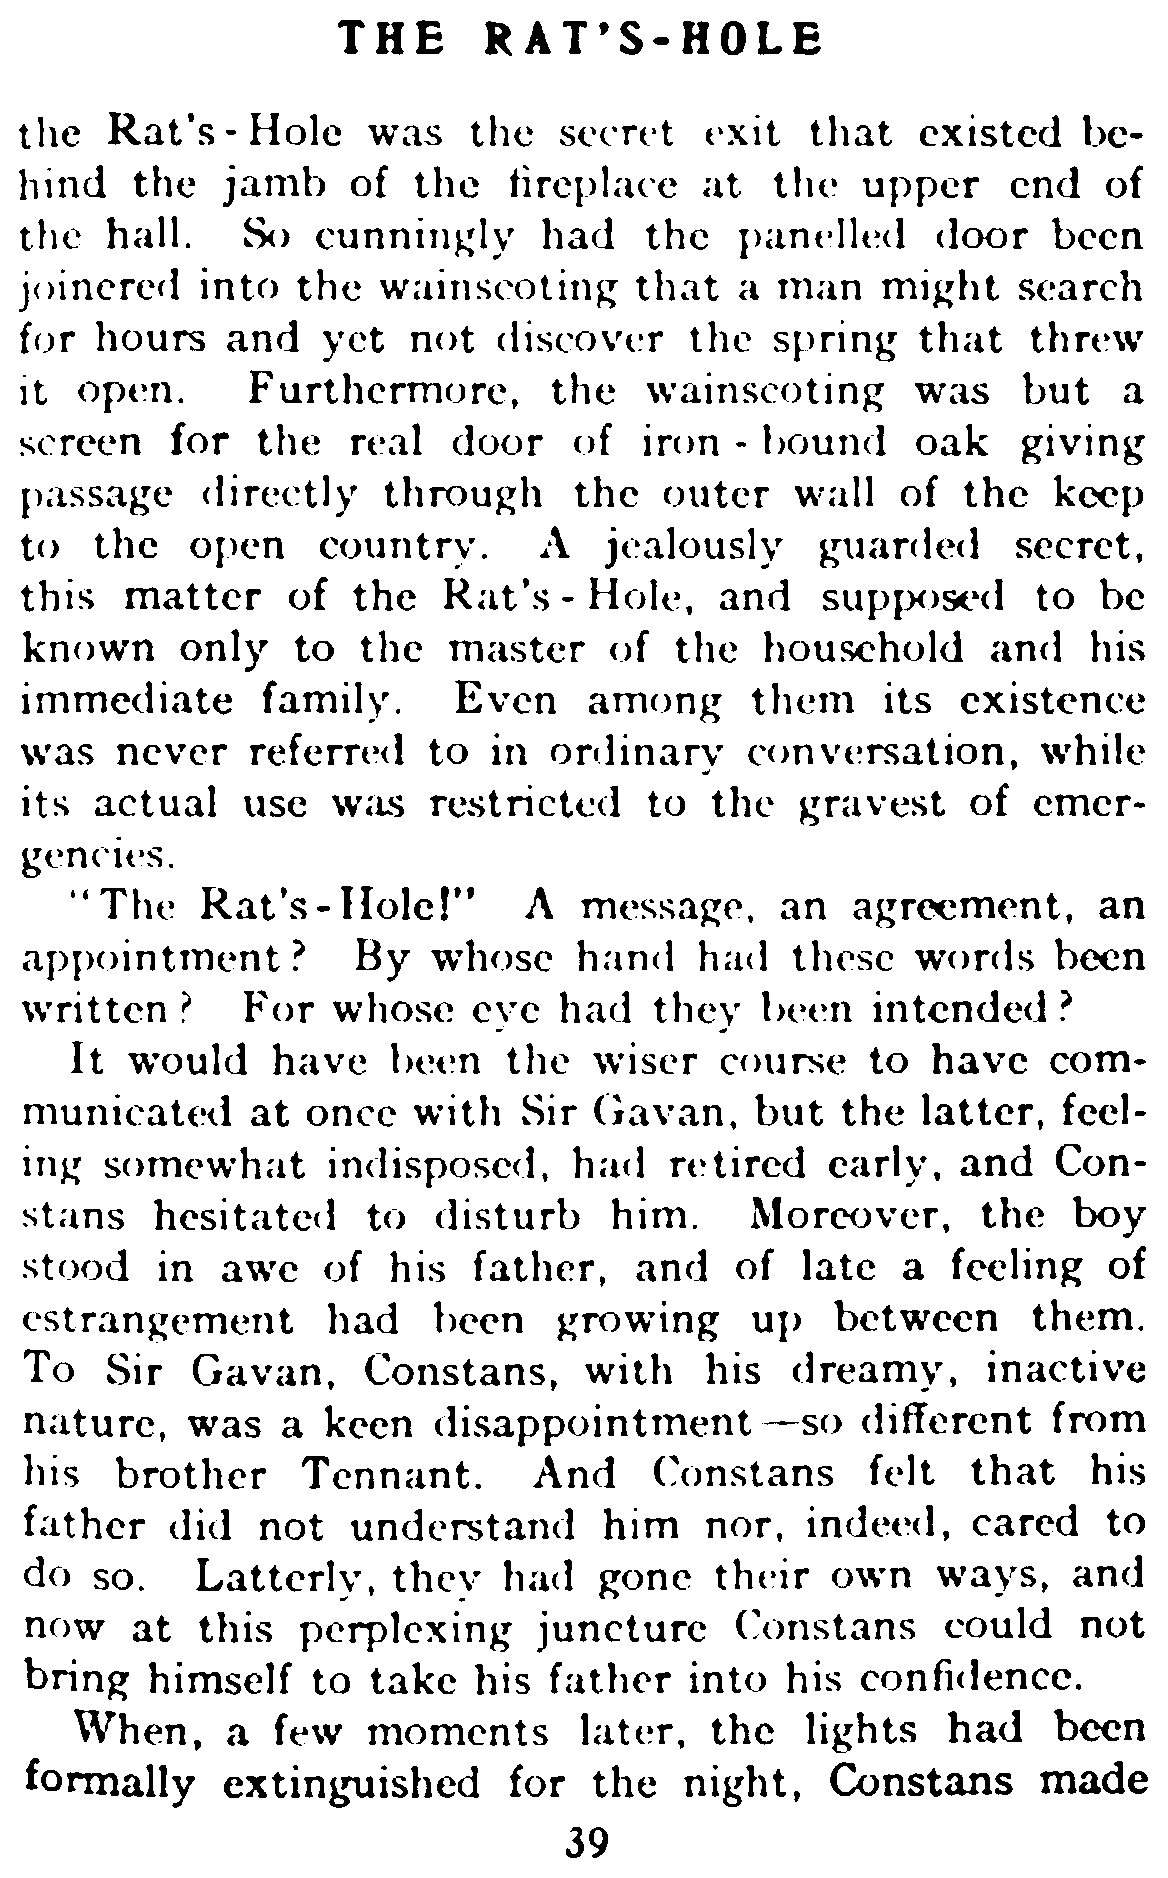 THE RAT'S-HOLE
the Rat's-Hole was the secret exit that existed be-
hind the jamb of the fireplace at the upper end of
the hall. So cunningly had the panelled door been
joinered into the wainscoting that a man might search
for hours and yet not discover the spring that threw
it open. Furthermore, the wainscoting was but a
screen for the real door of iron-bound oak giving
passage directly through the outer wall of the keep
to the open country. A jealously guarded secret,
this matter of the Rat's-Hole, and supposed to be
known only to the master of the household and his
immediate family. Even among them its existence
was never referred to in ordinary conversation, while
its actual use was restricted to the gravest of emer-
gencies.
"The Rat's-Hole!" A message, an agreement, an
appointment? By whose hand had these words been
written? For whose eye had they been intended?
It would have been the wiser course to have com-
municated at once with Sir Gavan, but the latter, feel-
ing somewhat indisposed, had retired early, and Con-
stans hesitated to disturb him. Moreover, the boy
stood in awe of his father, and of late a feeling of
estrangement had been growing up between them.
To Sir Gavan, Constans, with his dreamy, inactive
nature, was a keen disappointment—so different from
his brother Tennant. And Constans felt that his
father did not understand him nor, indeed, cared to
do so. Latterly, they had gone their own ways, and
now at this perplexing juncture Constans could not
bring himself to take his father into his confidence.
When, a few moments later, the lights had been
formally extinguished for the night, Constans made
39